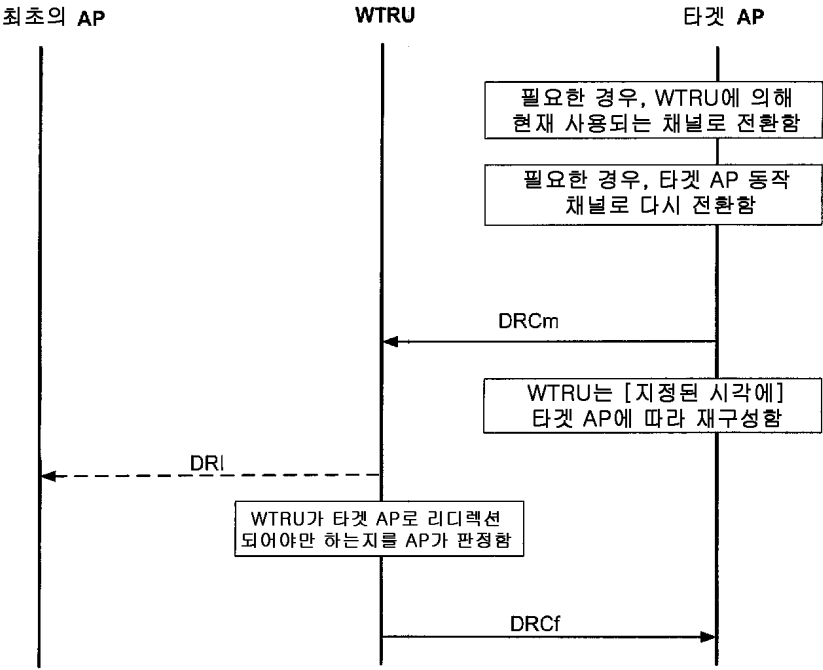 최초의 AP
WTRU
타겟 AP
필요한 경우, WTRU에 의해
현재 사용되는 채널로 전환함
필요한 경우, 타겟 AP 동작
채널로 다시 전환함
DRCm
WTRU는 [지정된 시각에]
타겟 AP에 따라 재구성함
DRI
WTRU가 타겟 AP로 리디렉션
되어야만 하는지를 AP가 판정함
DRCf